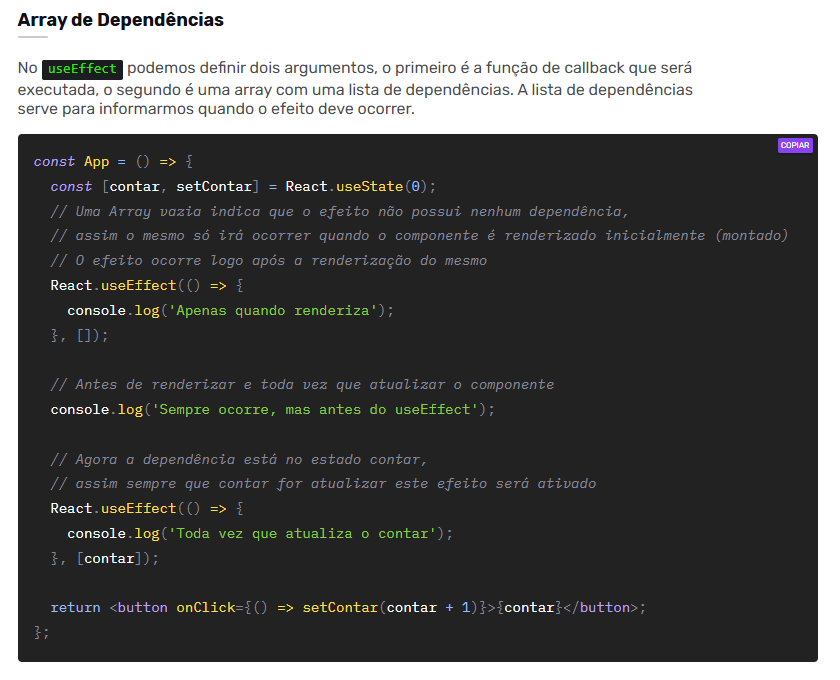 Array de Dependências
No useEffect podemos definir dois argumentos, o primeiro é a função de callback que será
executada, o segundo é uma array com uma lista de dependências. A lista de dependências
serve para informarmos quando o efeito deve ocorrer.
COPIAR
const App = () => {
  const [contar, setContar] = React.useState(0);
  // Uma Array vazia indica que o efeito não possui nenhum dependência,
  // assim o mesmo só irá ocorrer quando o componente é renderizado inicialmente (montado)
  // O efeito ocorre logo após a renderização do mesmo
  React.useEffect(() => {
    console.log('Apenas quando renderiza');
  }, []);
  // Antes de renderizar e toda vez que atualizar o componente
  console.log('Sempre ocorre, mas antes do useEffect');
  // Agora a dependência está no estado contar,
  // assim sempre que contar for atualizar este efeito será ativado
  React.useEffect(() => {
    console.log('Toda vez que atualiza o contar');
  }, [contar]);
  return <button onClick={() => setContar(contar + 1)}>{contar}</button>;
};